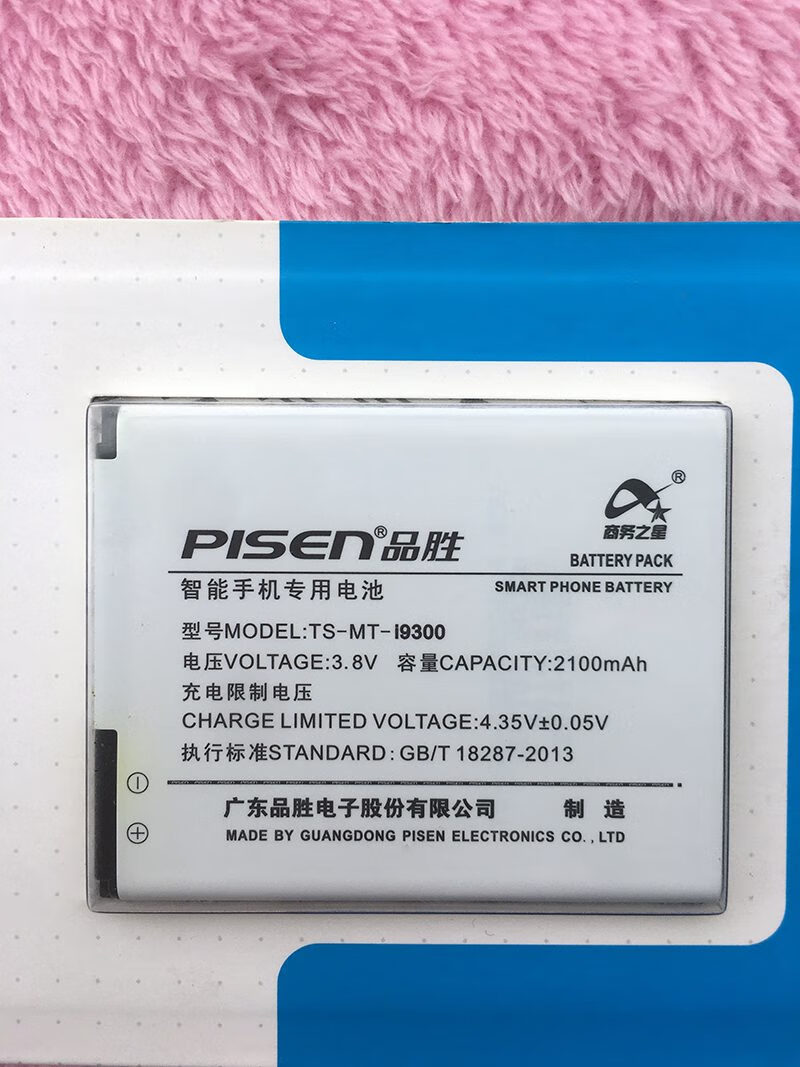 ®
商务之星
PISEN®品胜
BATTERY PACK
智能手机专用电池
SMART PHONE BATTERY
型号MODEL:TS-MT-i9300
电压VOLTAGE:3.8V 容量CAPACITY:2100mAh
充电限制电压
CHARGE LIMITED VOLTAGE:4.35V±0.05V
执行标准STANDARD:GB/T 18287-2013
广东品胜电子股份有限公司 制 造
MADE BY GUANGDONG PISEN ELECTRONICS CO.,LTD